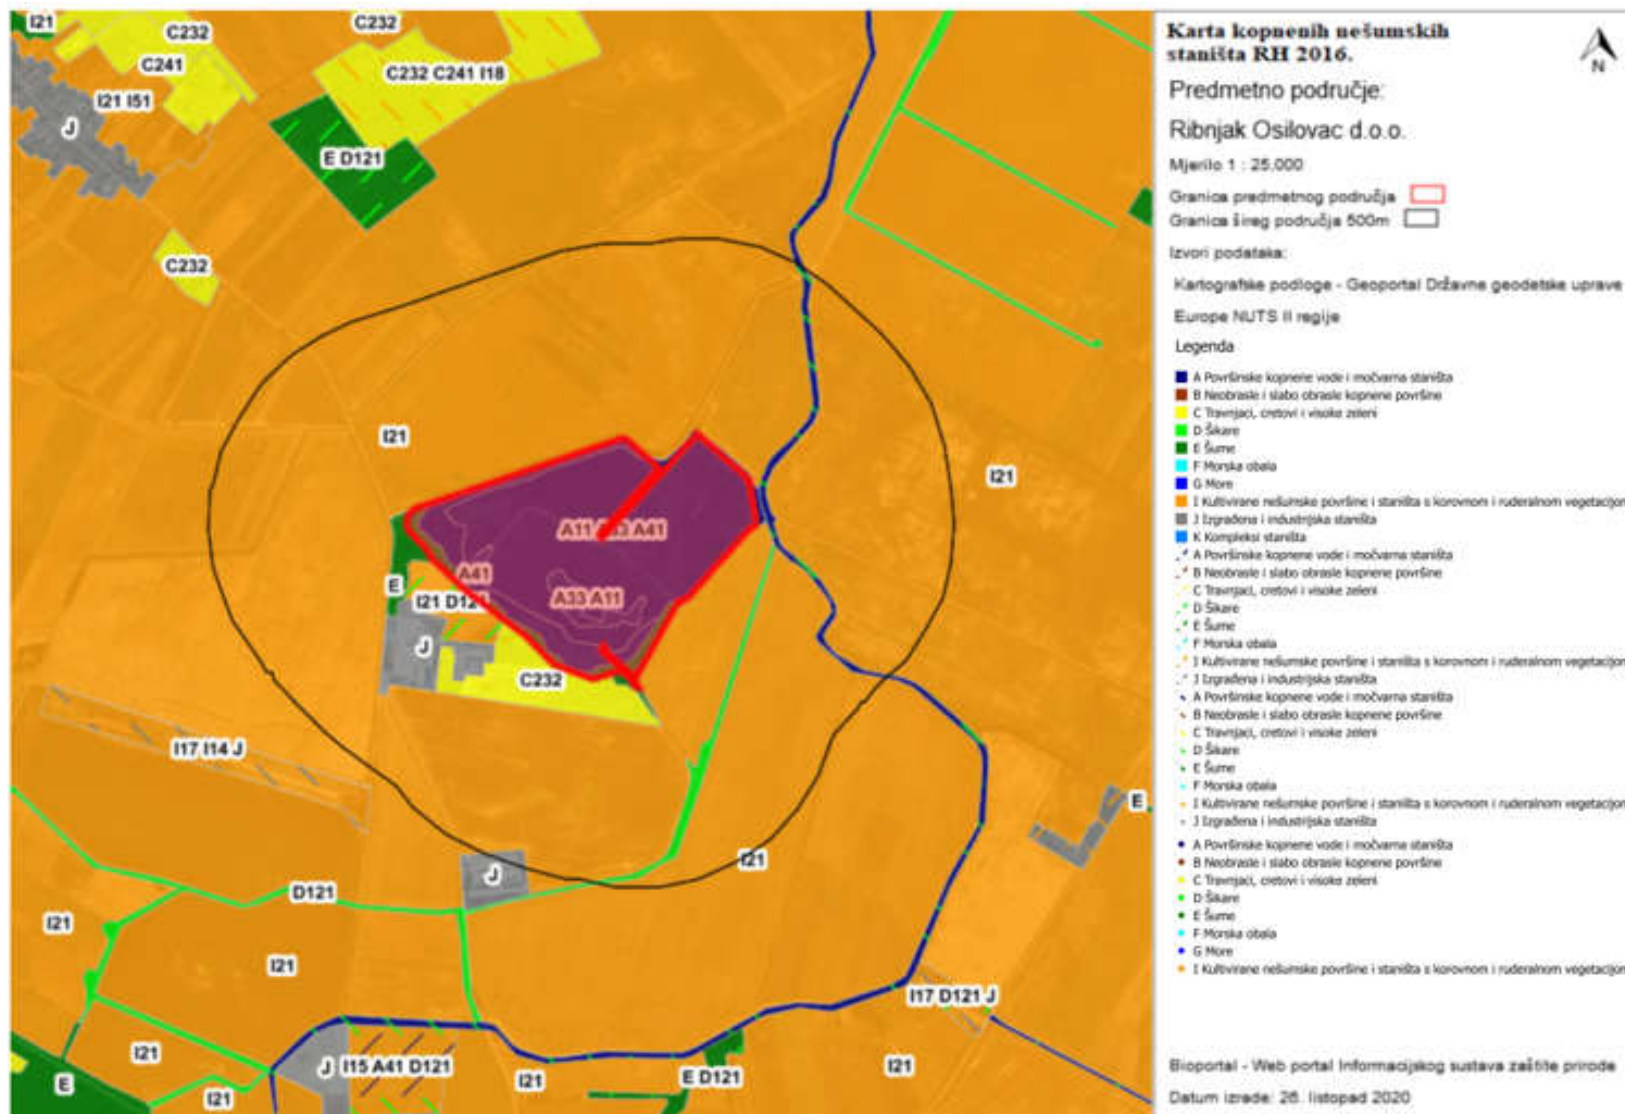 I21
C232
C232
C241
C232 C241 I18
I21 I51
J
E D121
C232
I21
I21
A11 A33 A41
A41
A33 A11
E
I21 D121
J
C232
I17 I14 J
E
I21
J
D121
I21
I21
I17 D121 J
I21
J
I15 A41 D121
I21
E D121
I21
E
I21
Karta kopnenih nešumskih
staništa RH 2016.
N
Predmetno područje:
Ribnjak Osilovac d.o.o.
Mjerilo 1 : 25.000
Granica predmetnog područja
Granica šireg područja 500m
Izvori podataka:
Kartografske podloge - Geoportal Državne geodetske uprave
Europe NUTS II regije
Legenda
A Površinske kopnene vode i močvarna staništa
B Neobrasle i slabo obrasle kopnene površine
C Travnjaci, cretovi i visoke zeleni
D Šikare
E Šume
F Morska obala
G More
I Kultivirane nešumske površine i staništa s korovnom i ruderalnom vegetacijom
J Izgrađena i industrijska staništa
K Kompleksi staništa
A Površinske kopnene vode i močvarna staništa
B Neobrasle i slabo obrasle kopnene površine
C Travnjaci, cretovi i visoke zeleni
D Šikare
E Šume
F Morska obala
I Kultivirane nešumske površine i staništa s korovnom i ruderalnom vegetacijom
J Izgrađena i industrijska staništa
A Površinske kopnene vode i močvarna staništa
B Neobrasle i slabo obrasle kopnene površine
C Travnjaci, cretovi i visoke zeleni
D Šikare
E Šume
F Morska obala
I Kultivirane nešumske površine i staništa s korovnom i ruderalnom vegetacijom
J Izgrađena i industrijska staništa
A Površinske kopnene vode i močvarna staništa
B Neobrasle i slabo obrasle kopnene površine
C Travnjaci, cretovi i visoke zeleni
D Šikare
E Šume
F Morska obala
G More
I Kultivirane nešumske površine i staništa s korovnom i ruderalnom vegetacijom
Bioportal - Web portal Informacijskog sustava zaštite prirode
Datum izrade: 26. listopad 2020